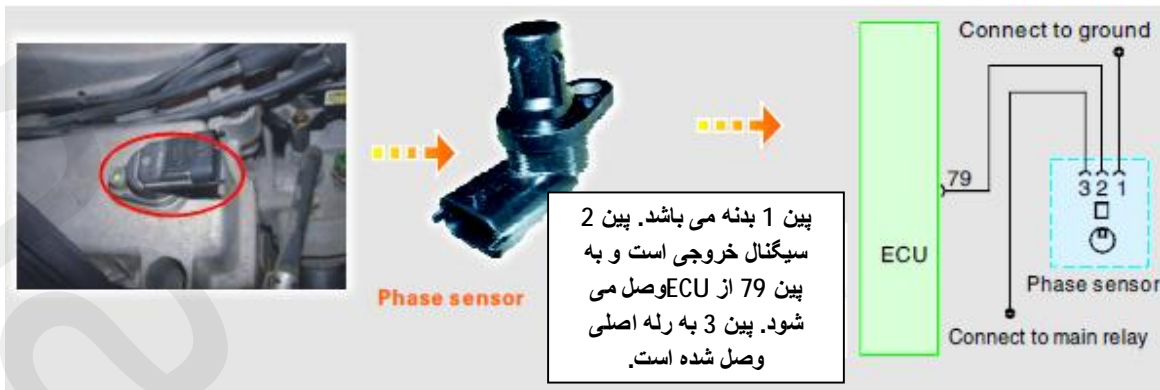 Phase sensor
پین 1 بدنه می باشد. پین 2
سیگنال خروجی است و به
پین 79 از ECU وصل می
شود. پین 3 به رله اصلی
وصل شده است.
Connect to ground
79
3 2 1
ECU
Phase sensor
Connect to main relay